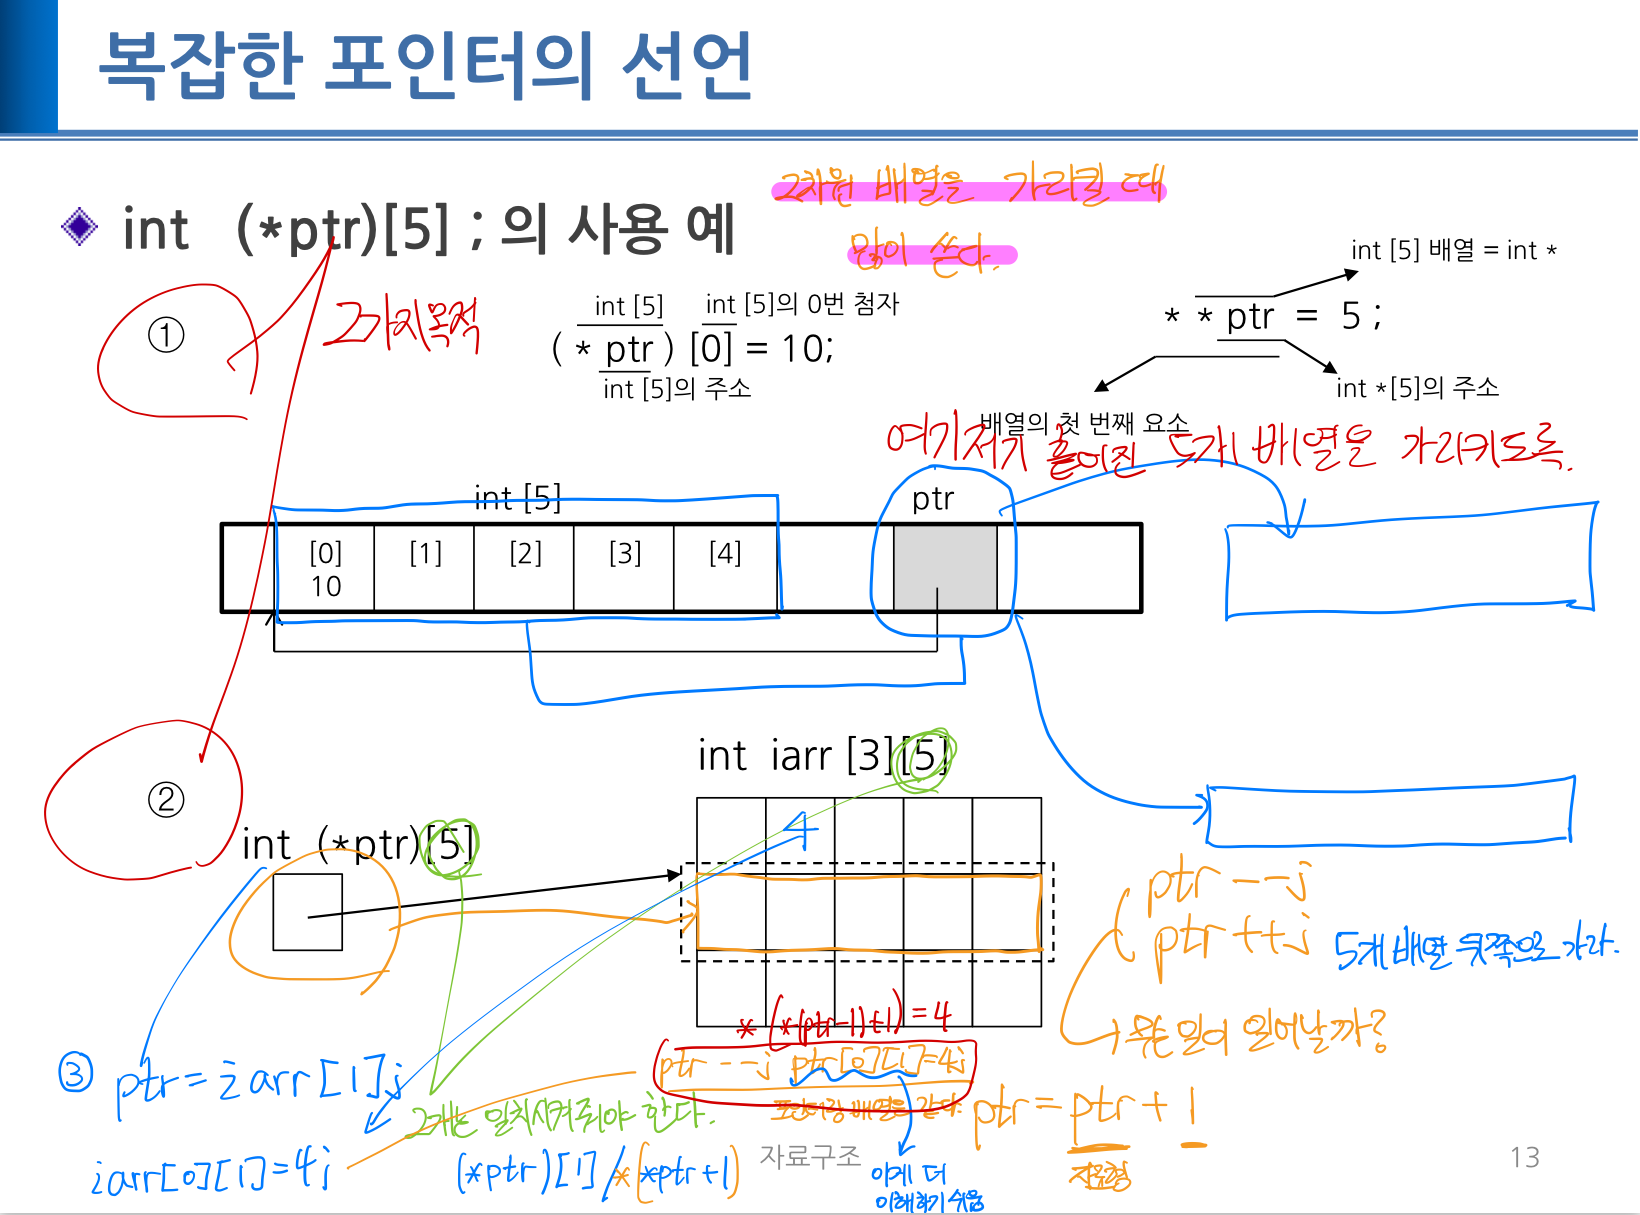 복잡한 포인터의 선언
int (*ptr)[5] ; 의 사용 예
2차원 배열을 가리킬 때
많이 쓴다.
①
2가지 목적
int [5]
int [5]의 0번 첨자
( * ptr ) [0] = 10;
int [5]의 주소
int [5] 배열 = int *
* * ptr = 5 ;
int *[5]의 주소
배열의 첫 번째 요소
여기저기 흩어진 5개 배열을 가리키도록.
int [5]
ptr
[0] [1] [2] [3] [4]
10
②
int iarr [3][5]
int (*ptr)[5]
4
ptr --;
ptr ++;
5개 배열 뒷쪽으로 가라.
→ 무슨 일이 일어날까?
*(*(ptr-1)+1) = 4
ptr --; ptr[0][1]=4;
포인터랑 배열은 같다.
③ ptr = iarr[1];
2개는 일치시켜줘야 한다.
ptr = ptr + 1
자료형
iarr[0][1]=4;
(*ptr)[1] / *(*ptr+1)
이게 더
이해하기 쉬움
자료구조
13